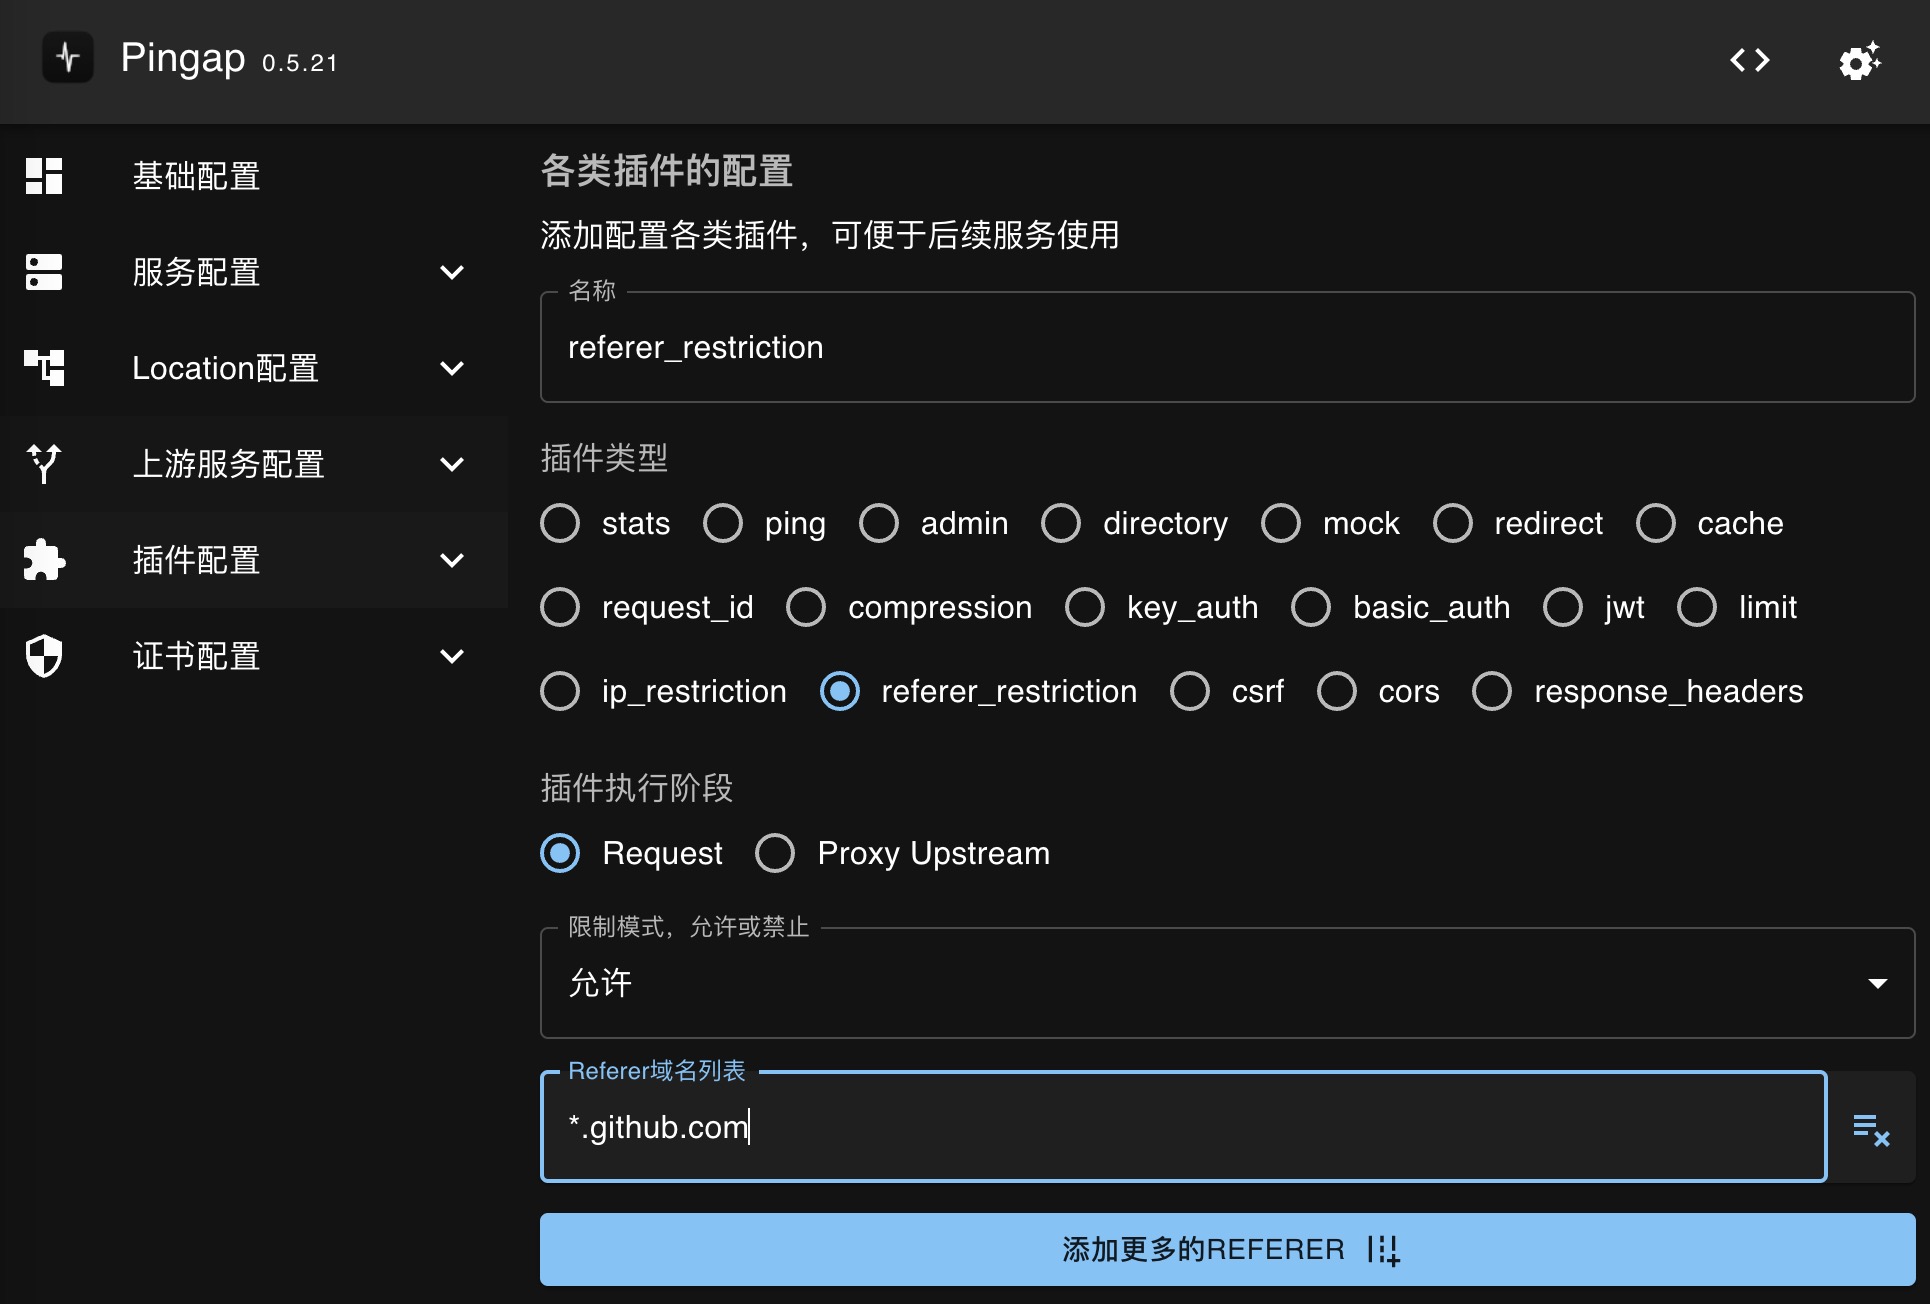 Pingap 0.5.21
基础配置
服务配置
Location配置
上游服务配置
插件配置
证书配置
各类插件的配置
添加配置各类插件，可便于后续服务使用
名称
referer_restriction
插件类型
stats ping admin directory mock redirect cache
request_id compression key_auth basic_auth jwt limit
ip_restriction referer_restriction csrf cors response_headers
插件执行阶段
Request Proxy Upstream
限制模式，允许或禁止
允许
Referer域名列表
*.github.com
添加更多的REFERER